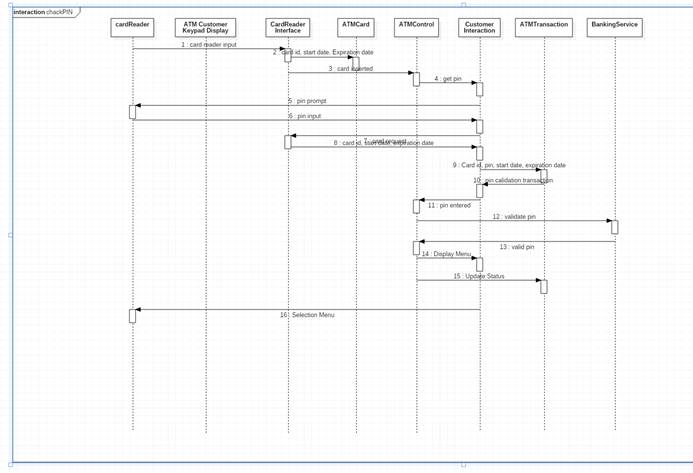 interaction chackPIN
cardReader
ATM Customer
Keypad Display
CardReader
Interface
ATMCard
ATMControl
Customer
Interaction
ATMTransaction
BankingService
1 : card reader input
2 : card id, start date, Expiration date
3 : card inserted
4 : get pin
5 : pin prompt
6 : pin input
7 : card request
8 : card id, start date, expiration date
9 : Card id, pin, start date, expiration date
10 : pin calidation transaction
11 : pin entered
12 : validate pin
13 : valid pin
14 : Display Menu
15 : Update Status
16 : Selection Menu